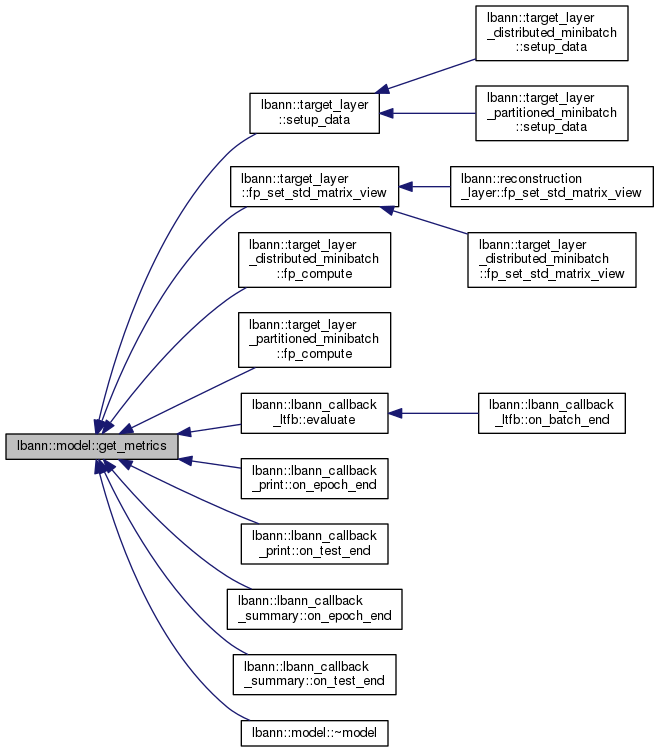 lbann::target_layer
_distributed_minibatch
::setup_data
lbann::target_layer
::setup_data
lbann::target_layer
_partitioned_minibatch
::setup_data
lbann::target_layer
::fp_set_std_matrix_view
lbann::reconstruction
_layer::fp_set_std_matrix_view
lbann::target_layer
_distributed_minibatch
::fp_compute
lbann::target_layer
_distributed_minibatch
::fp_set_std_matrix_view
lbann::target_layer
_partitioned_minibatch
::fp_compute
lbann::lbann_callback
_ltfb::evaluate
lbann::lbann_callback
_ltfb::on_batch_end
lbann::model::get_metrics
lbann::lbann_callback
_print::on_epoch_end
lbann::lbann_callback
_print::on_test_end
lbann::lbann_callback
_summary::on_epoch_end
lbann::lbann_callback
_summary::on_test_end
lbann::model::~model